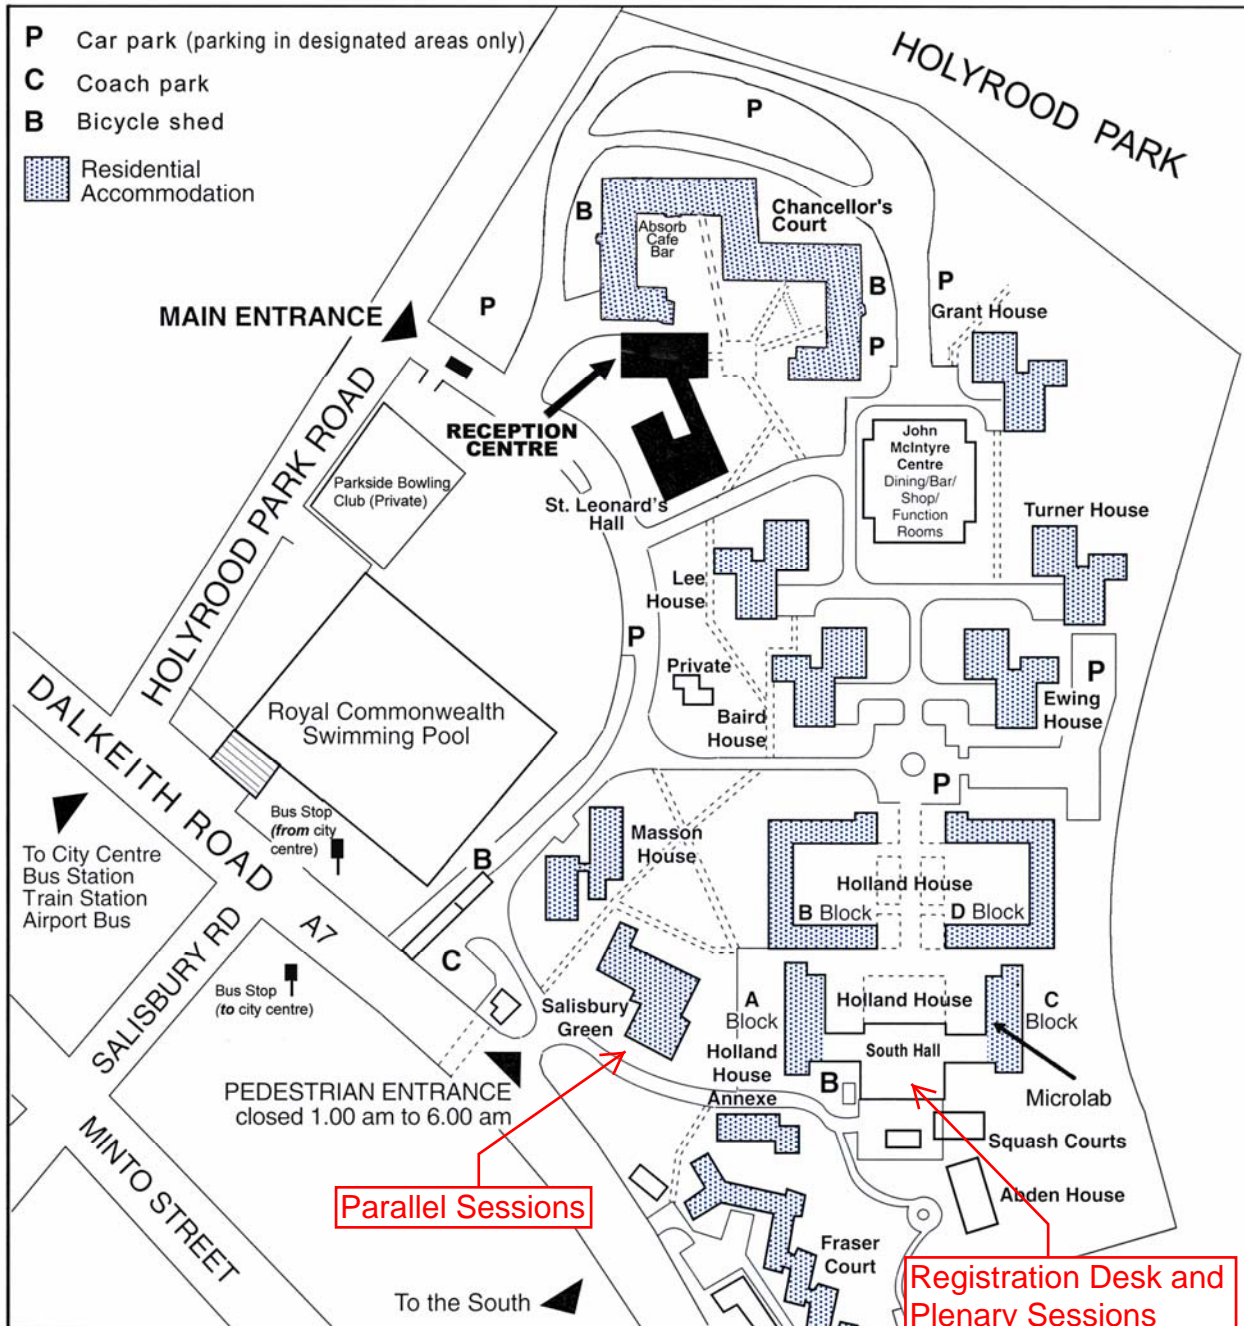 P Car park (parking in designated areas only)
C Coach park
B Bicycle shed
Residential
Accommodation
HOLYROOD PARK
P
Chancellor's
Court
B
Absorb
Cafe
Bar
B
P
P
P
MAIN ENTRANCE
Grant House
HOLYROOD PARK ROAD
RECEPTION
CENTRE
John
McIntyre
Centre
Dining/Bar/
Shop/
Function
Rooms
Parkside Bowling
Club (Private)
St. Leonard's
Hall
Turner House
Lee
House
P
Private
P
Baird
House
Ewing
House
Royal Commonwealth
Swimming Pool
DALKEITH ROAD
P
Bus Stop
(from city
centre)
To City Centre
Bus Station
Train Station
Airport Bus
Masson
House
B
Holland House
B Block
D Block
A7
SALISBURY RD
C
Bus Stop
(to city centre)
Salisbury
Green
A
Block
Holland House
C
Block
South Hall
Holland
House
Annexe
B
Microlab
PEDESTRIAN ENTRANCE
closed 1.00 am to 6.00 am
Squash Courts
MINTO STREET
Parallel Sessions
Abden House
Fraser
Court
To the South
Registration Desk and
Plenary Sessions